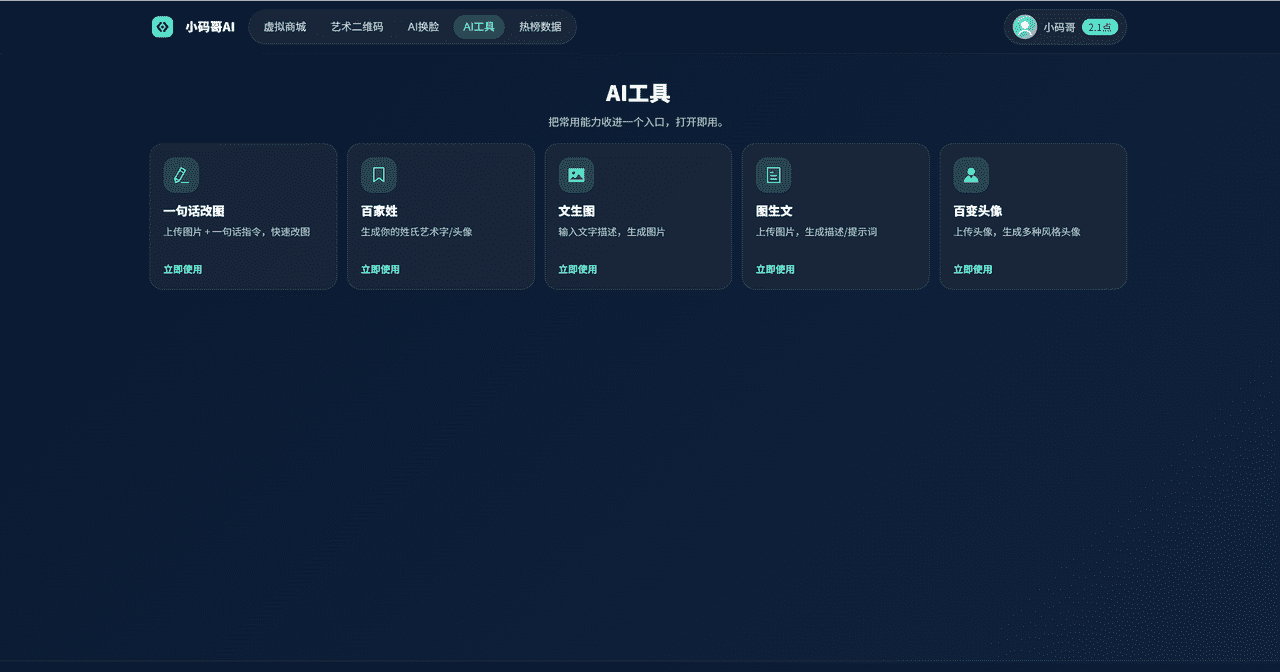 小码哥AI
虚拟商城 艺术二维码 AI换脸 AI工具 热榜数据
小码哥 2.1点
AI工具
把常用能力收进一个入口，打开即用。
一句话改图
上传图片 + 一句话指令，快速改图
立即使用
百家姓
生成你的姓氏艺术字/头像
立即使用
文生图
输入文字描述，生成图片
立即使用
图生文
上传图片，生成描述/提示词
立即使用
百变头像
上传头像，生成多种风格头像
立即使用